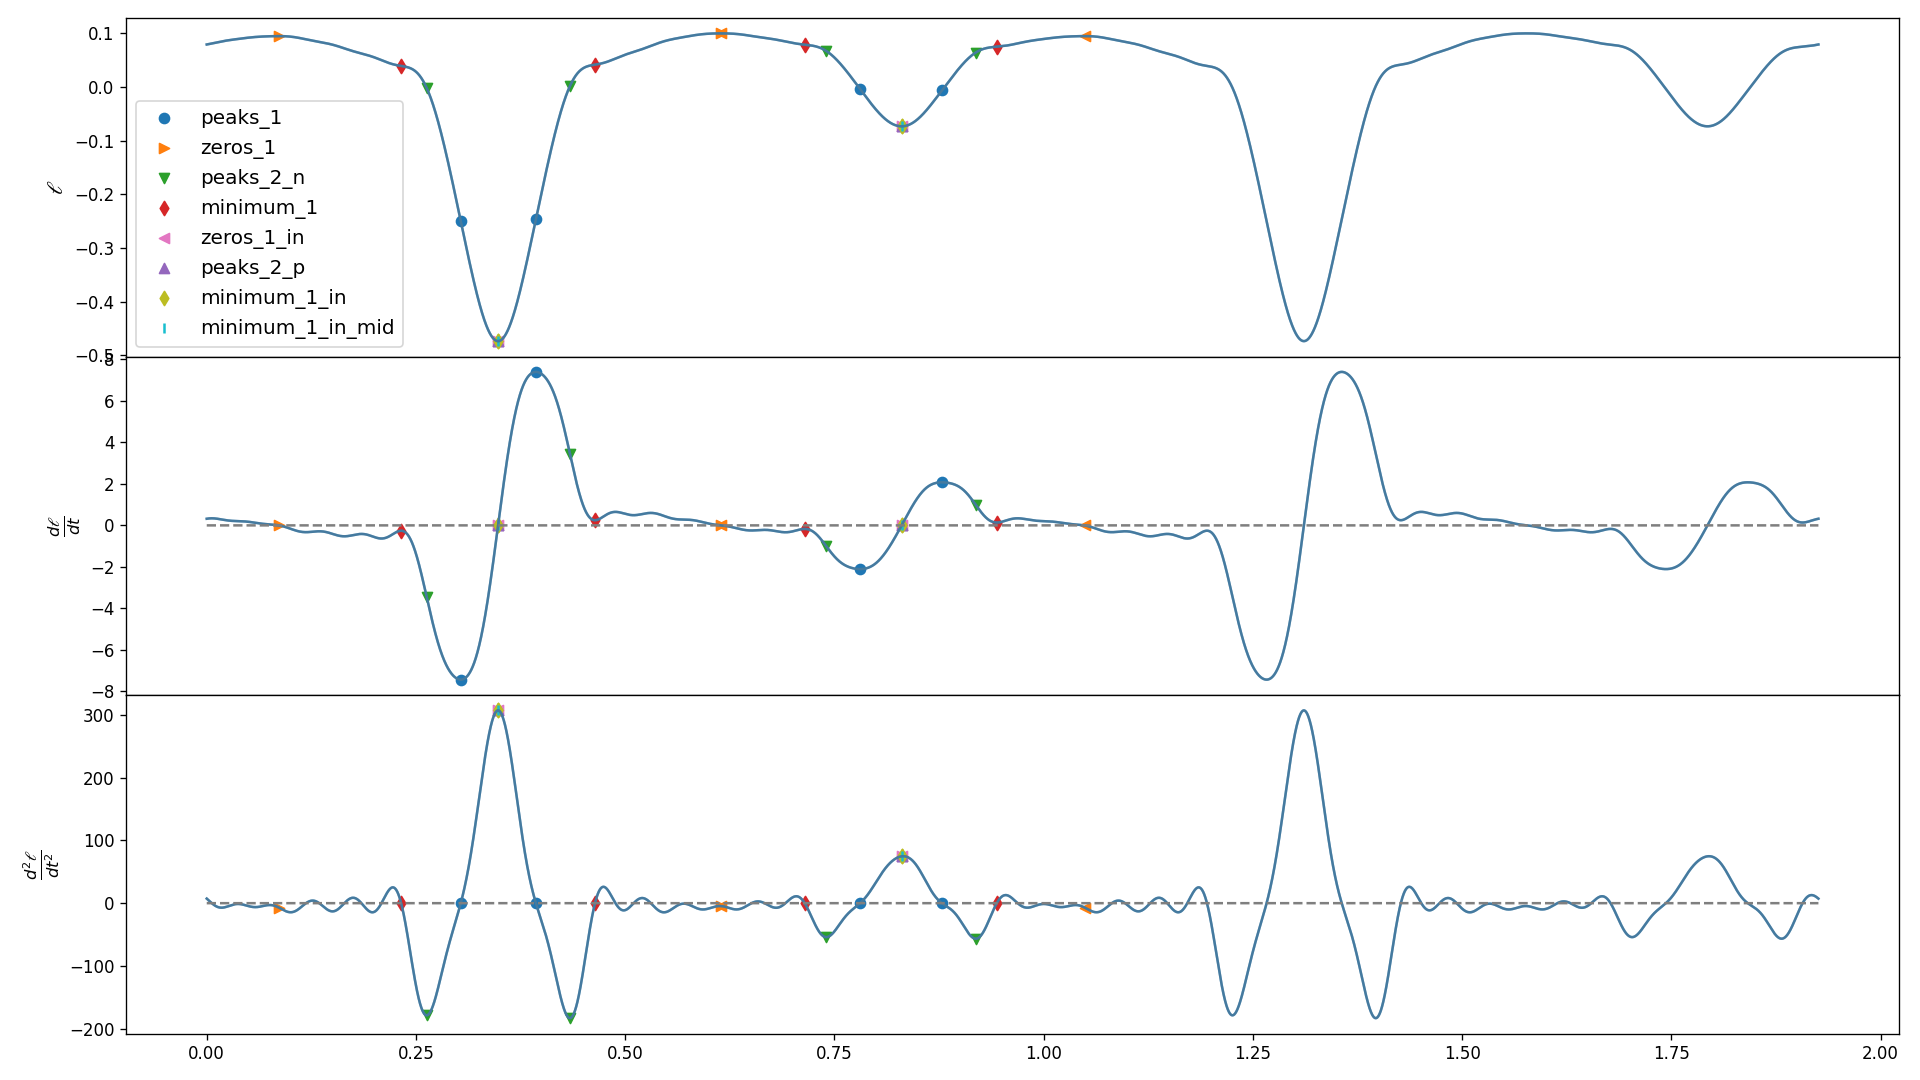 0.1
0.0
−0.1
−0.2
−0.3
−0.4
−0.5
ℓ
peaks_1
zeros_1
peaks_2_n
minimum_1
zeros_1_in
peaks_2_p
minimum_1_in
minimum_1_in_mid
8
6
4
2
0
−2
−4
−6
−8
dℓ
dt
300
200
100
0
−100
−200
d²ℓ
dt²
0.00 0.25 0.50 0.75 1.00 1.25 1.50 1.75 2.00